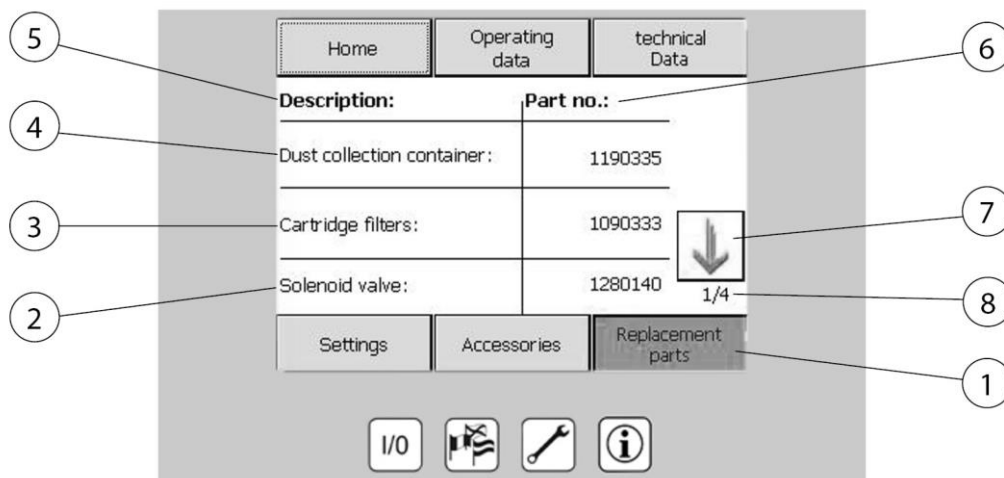 5
4
3
2
6
7
8
1
Home
Operating
data
technical
Data
Description:
Part no.:
Dust collection container:
1190335
Cartridge filters:
1090333
Solenoid valve:
1280140
1/4
Settings
Accessories
Replacement
parts
I/0